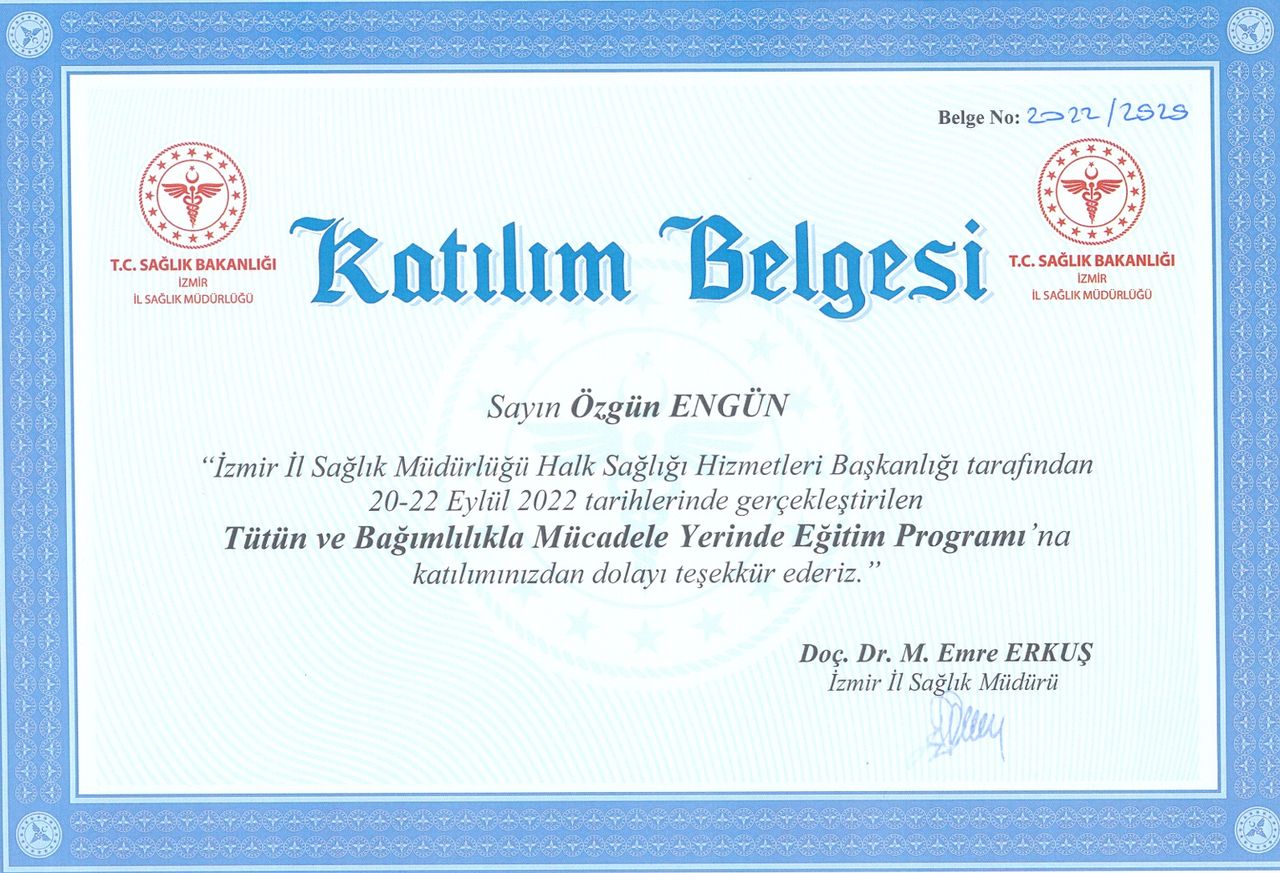 Belge No: 2022/2929
T.C. SAĞLIK BAKANLIĞI
İZMİR
İL SAĞLIK MÜDÜRLÜĞÜ
Katılım Belgesi
T.C. SAĞLIK BAKANLIĞI
İZMİR
İL SAĞLIK MÜDÜRLÜĞÜ
Sayın Özgün ENGÜN
“İzmir İl Sağlık Müdürlüğü Halk Sağlığı Hizmetleri Başkanlığı tarafından
20-22 Eylül 2022 tarihlerinde gerçekleştirilen
Tütün ve Bağımlılıkla Mücadele Yerinde Eğitim Programı’na
katılımınızdan dolayı teşekkür ederiz.”
Doç. Dr. M. Emre ERKUŞ
İzmir İl Sağlık Müdürü